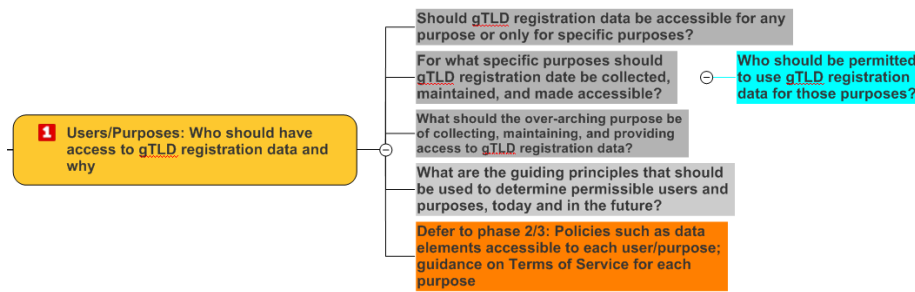 Should gTLD registration data be accessible for any
purpose or only for specific purposes?
For what specific purposes should
gTLD registration date be collected,
maintained, and made accessible?
Who should be permitted
to use gTLD registration
data for those purposes?
1
Users/Purposes: Who should have
access to gTLD registration data and
why
What should the over-arching purpose be
of collecting, maintaining, and providing
access to gTLD registration data?
What are the guiding principles that should
be used to determine permissible users and
purposes, today and in the future?
Defer to phase 2/3: Policies such as data
elements accessible to each user/purpose;
guidance on Terms of Service for each
purpose